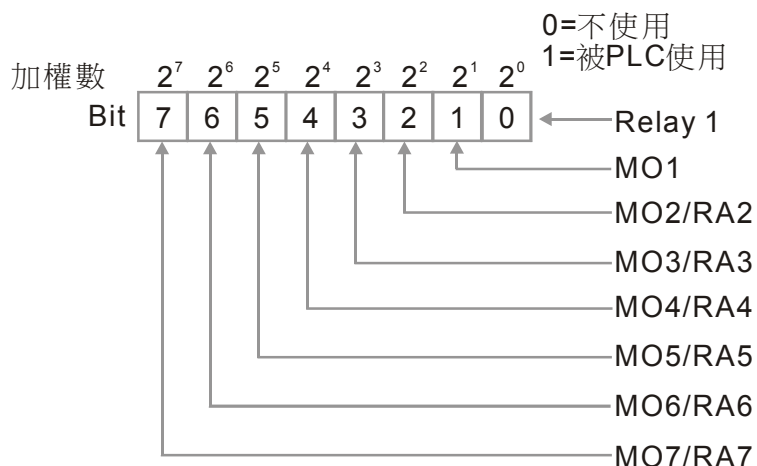 0=不使用
1=被PLC使用
加權數 2⁷ 2⁶ 2⁵ 2⁴ 2³ 2² 2¹ 2⁰
Bit 7 6 5 4 3 2 1 0 Relay 1
MO1
MO2/RA2
MO3/RA3
MO4/RA4
MO5/RA5
MO6/RA6
MO7/RA7